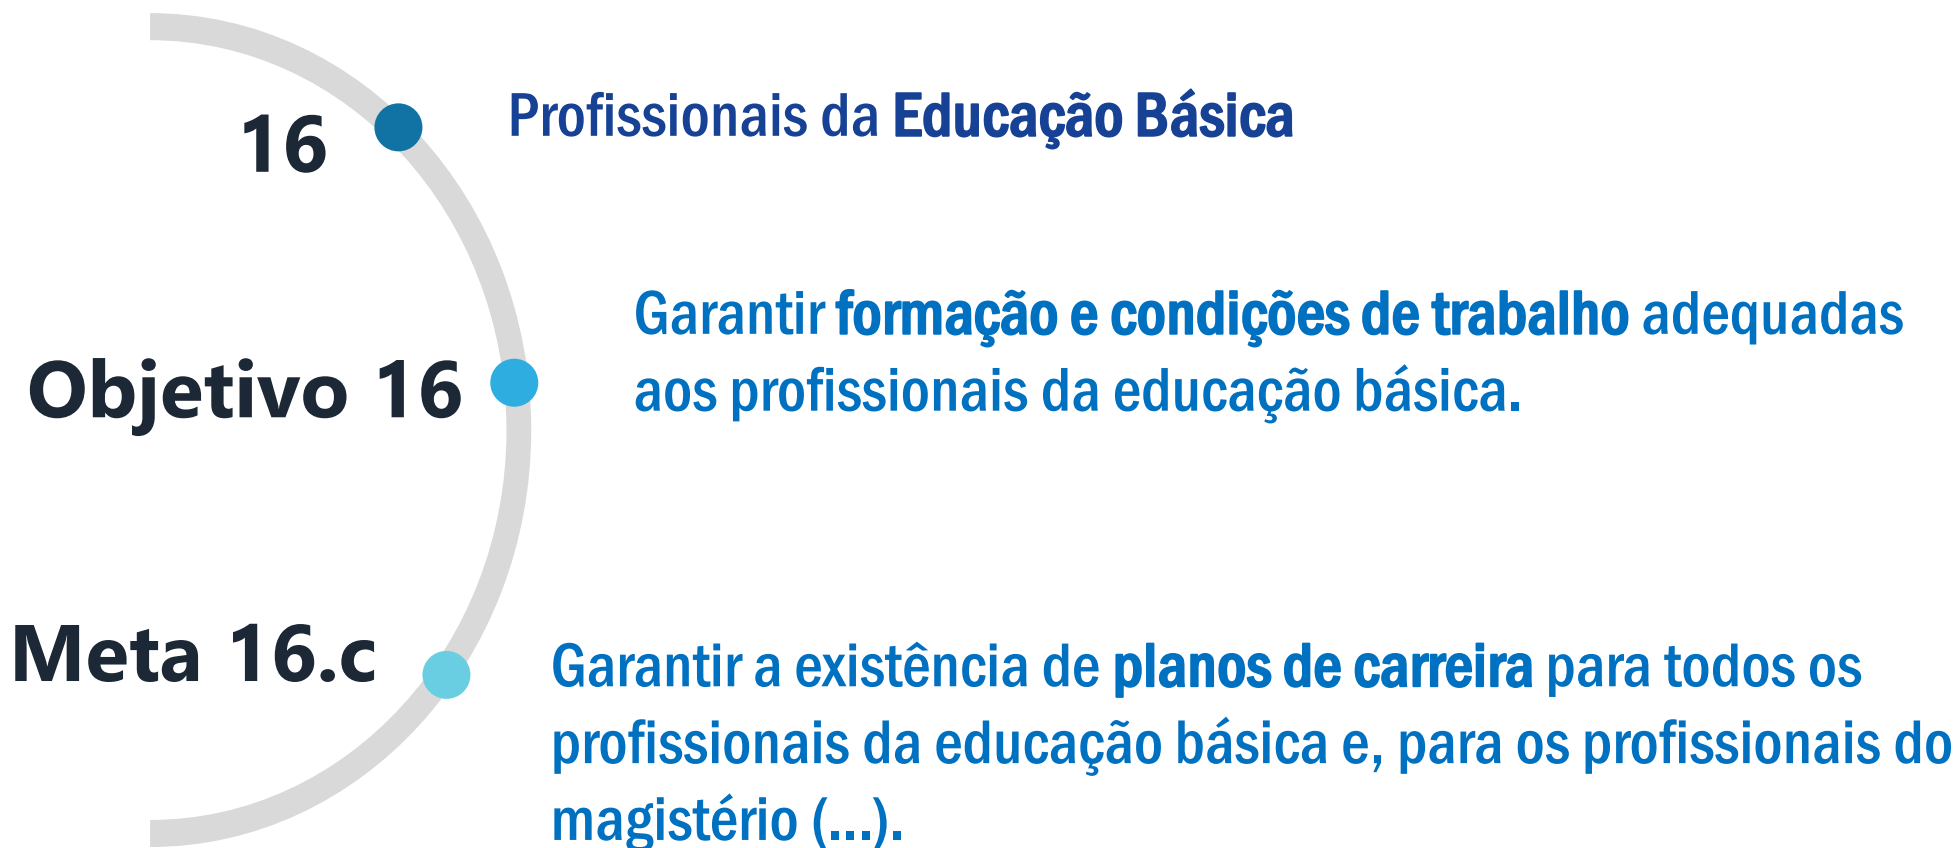 16
Profissionais da Educação Básica
Objetivo 16
Garantir formação e condições de trabalho adequadas
aos profissionais da educação básica.
Meta 16.c
Garantir a existência de planos de carreira para todos os
profissionais da educação básica e, para os profissionais do
magistério (...).